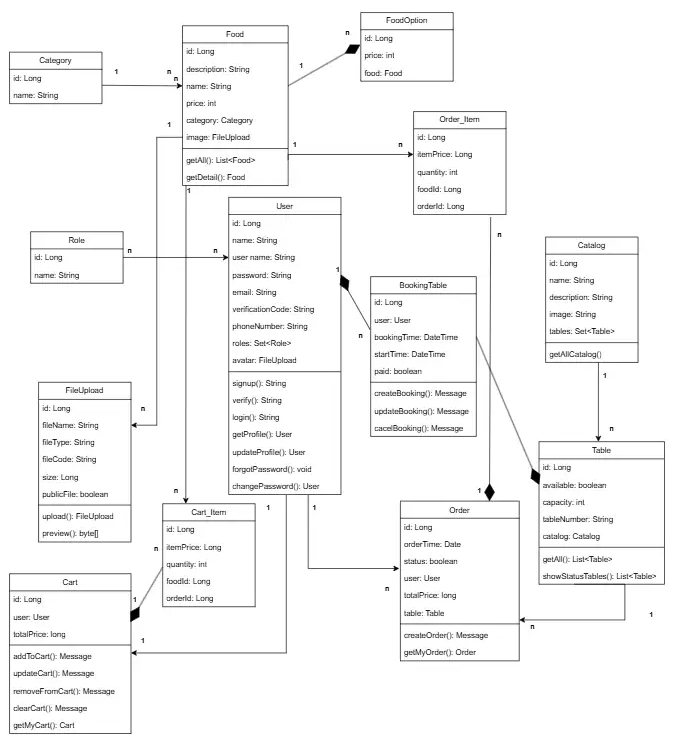 FoodOption
id: Long
price: int
food: Food
n
1
Food
id: Long
description: String
name: String
price: int
category: Category
image: FileUpload
getAll(): List<Food>
getDetail(): Food
Category
id: Long
name: String
1
n
n
1
1
n
1
Order_Item
id: Long
itemPrice: Long
quantity: int
foodId: Long
orderId: Long
n
User
id: Long
name: String
user name: String
password: String
email: String
verificationCode: String
phoneNumber: String
roles: Set<Role>
avatar: FileUpload
signup(): String
verify(): String
login(): String
getProfile(): User
updateProfile(): User
forgotPassword(): void
changePassword(): User
Role
id: Long
name: String
n
n
1
n
BookingTable
id: Long
user: User
bookingTime: DateTime
startTime: DateTime
paid: boolean
createBooking(): Message
updateBooking(): Message
cacelBooking(): Message
Catalog
id: Long
name: String
description: String
image: String
tables: Set<Table>
getAllCatalog()
1
n
FileUpload
id: Long
fileName: String
fileType: String
fileCode: String
size: Long
publicFile: boolean
upload(): FileUpload
preview(): byte[]
n
n
Table
id: Long
available: boolean
capacity: int
tableNumber: String
catalog: Catalog
getAll(): List<Table>
showStatusTables(): List<Table>
1
n
Cart_Item
id: Long
itemPrice: Long
quantity: int
foodId: Long
orderId: Long
n
1
1
1
1
n
Order
id: Long
orderTime: Date
status: boolean
user: User
totalPrice: long
table: Table
createOrder(): Message
getMyOrder(): Order
Cart
id: Long
user: User
totalPrice: long
addToCart(): Message
updateCart(): Message
removeFromCart(): Message
clearCart(): Message
getMyCart(): Cart
1